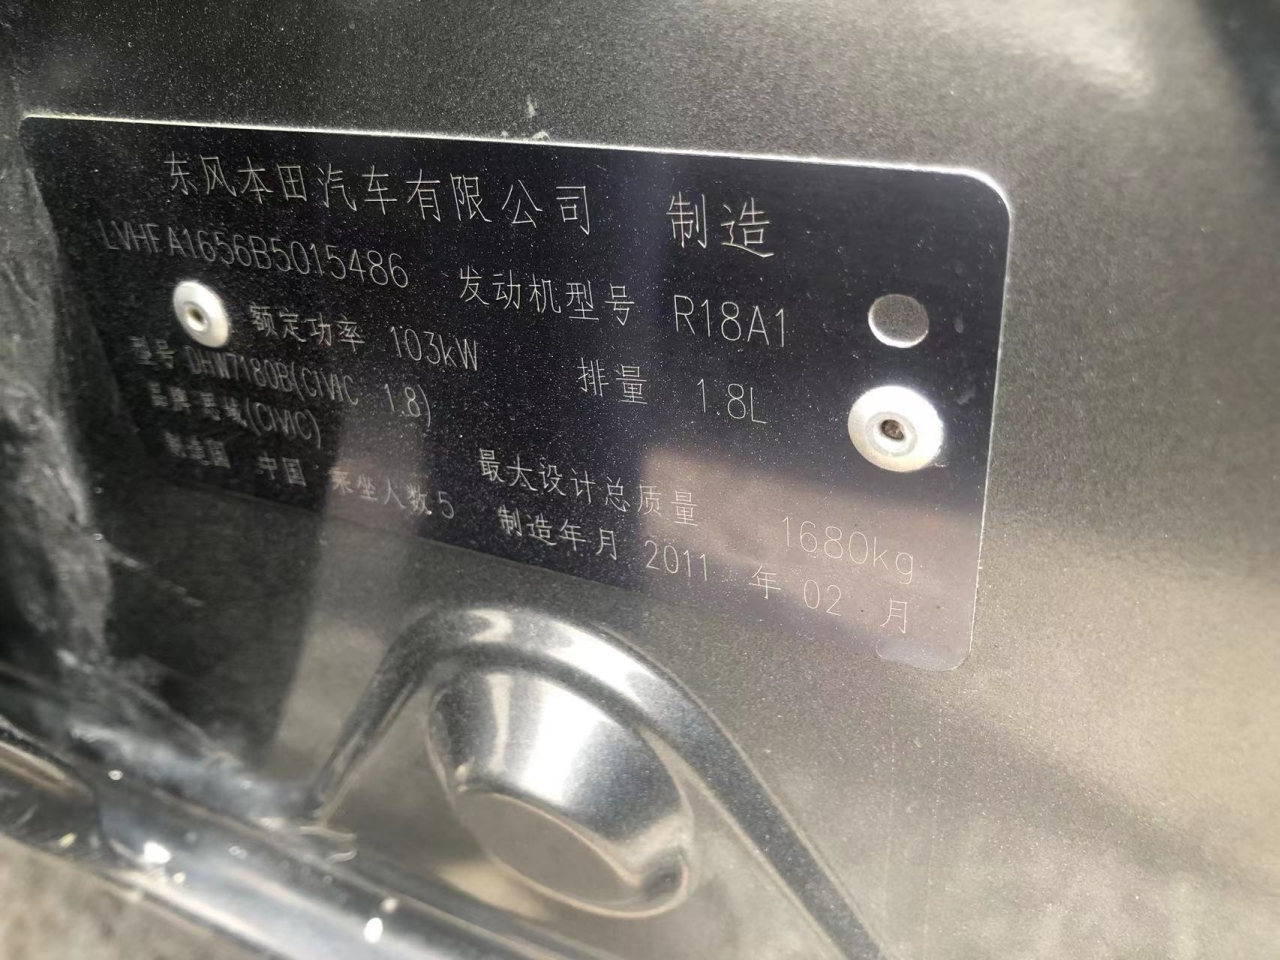 东风本田汽车有限公司 制造
LVHFA1656B5015486 发动机型号 R18A1
额定功率 103kW 排量 1.8L
型号 DHW7180B(CIVIC 1.8)
品牌 思域(CIVIC) 最大设计总质量 1680kg
制造国 中国 乘坐人数 5 制造年月 2011 年 02 月